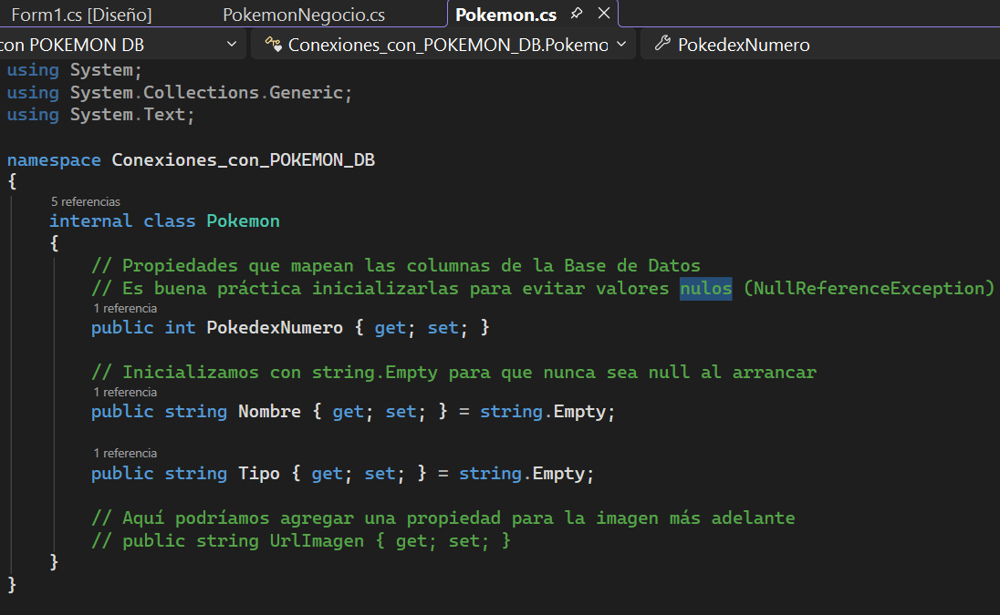 Form1.cs [Diseño] PokemonNegocio.cs Pokemon.cs
con POKEMON DB Conexiones_con_POKEMON_DB.Pokemo PokedexNumero
using System;
using System.Collections.Generic;
using System.Text;
namespace Conexiones_con_POKEMON_DB
{
5 referencias
internal class Pokemon
{
// Propiedades que mapean las columnas de la Base de Datos
// Es buena práctica inicializarlas para evitar valores nulos (NullReferenceException)
1 referencia
public int PokedexNumero { get; set; }
// Inicializamos con string.Empty para que nunca sea null al arrancar
1 referencia
public string Nombre { get; set; } = string.Empty;
1 referencia
public string Tipo { get; set; } = string.Empty;
// Aquí podríamos agregar una propiedad para la imagen más adelante
// public string UrlImagen { get; set; }
}
}